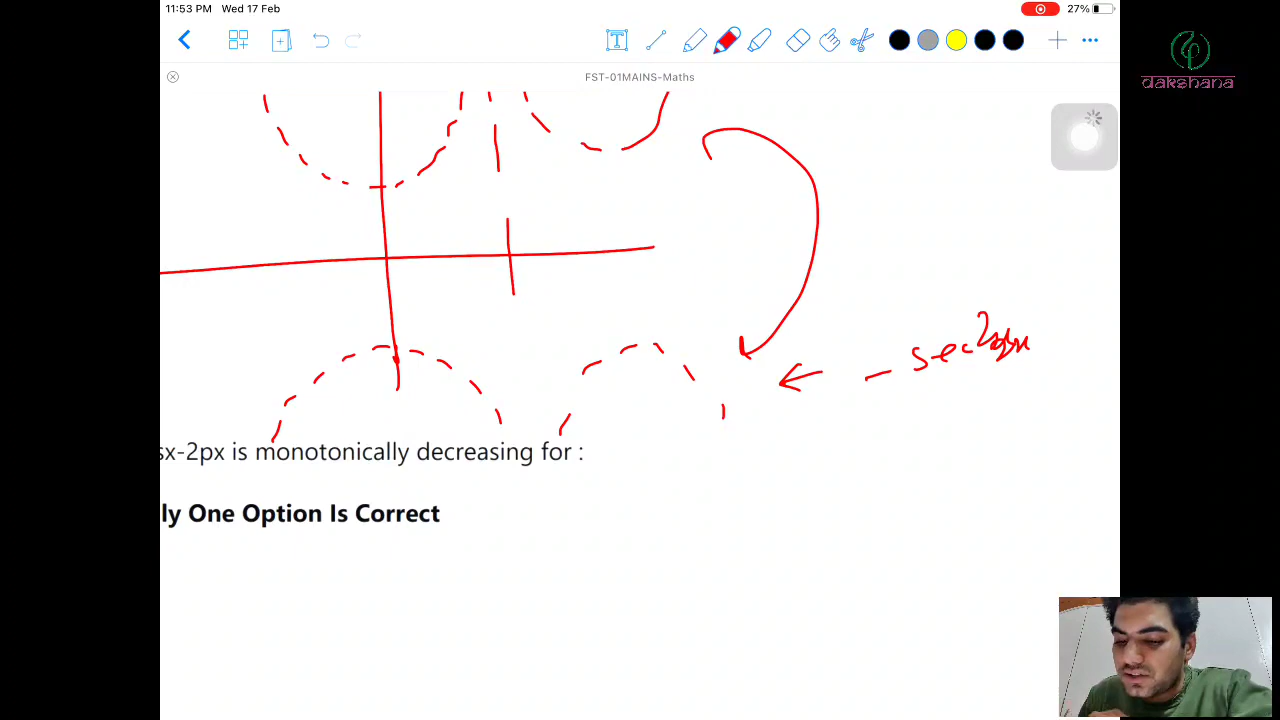 11:53 PM Wed 17 Feb
27%
dakshana
FST-01MAINS-Maths
- sec²
sx-2px is monotonically decreasing for :
ly One Option Is Correct